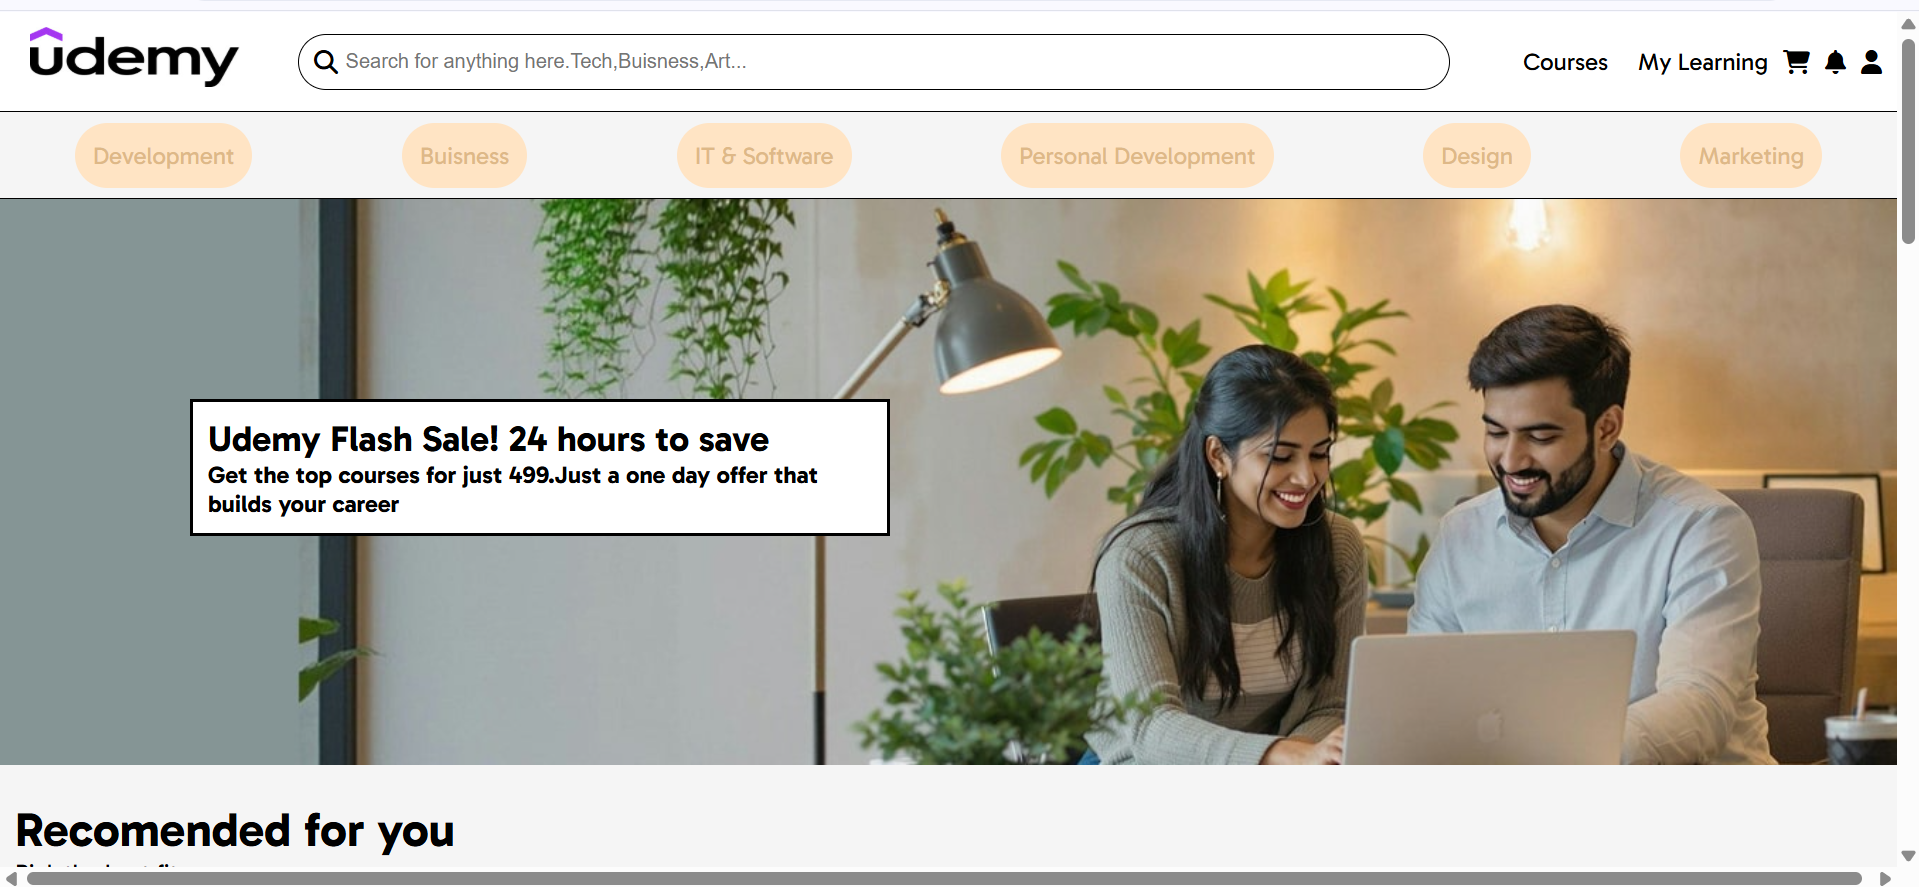 udemy
Search for anything here.Tech,Buisness,Art...
Courses
My Learning
Development
Buisness
IT & Software
Personal Development
Design
Marketing
Udemy Flash Sale! 24 hours to save
Get the top courses for just 499.Just a one day offer that
builds your career
Recomended for you